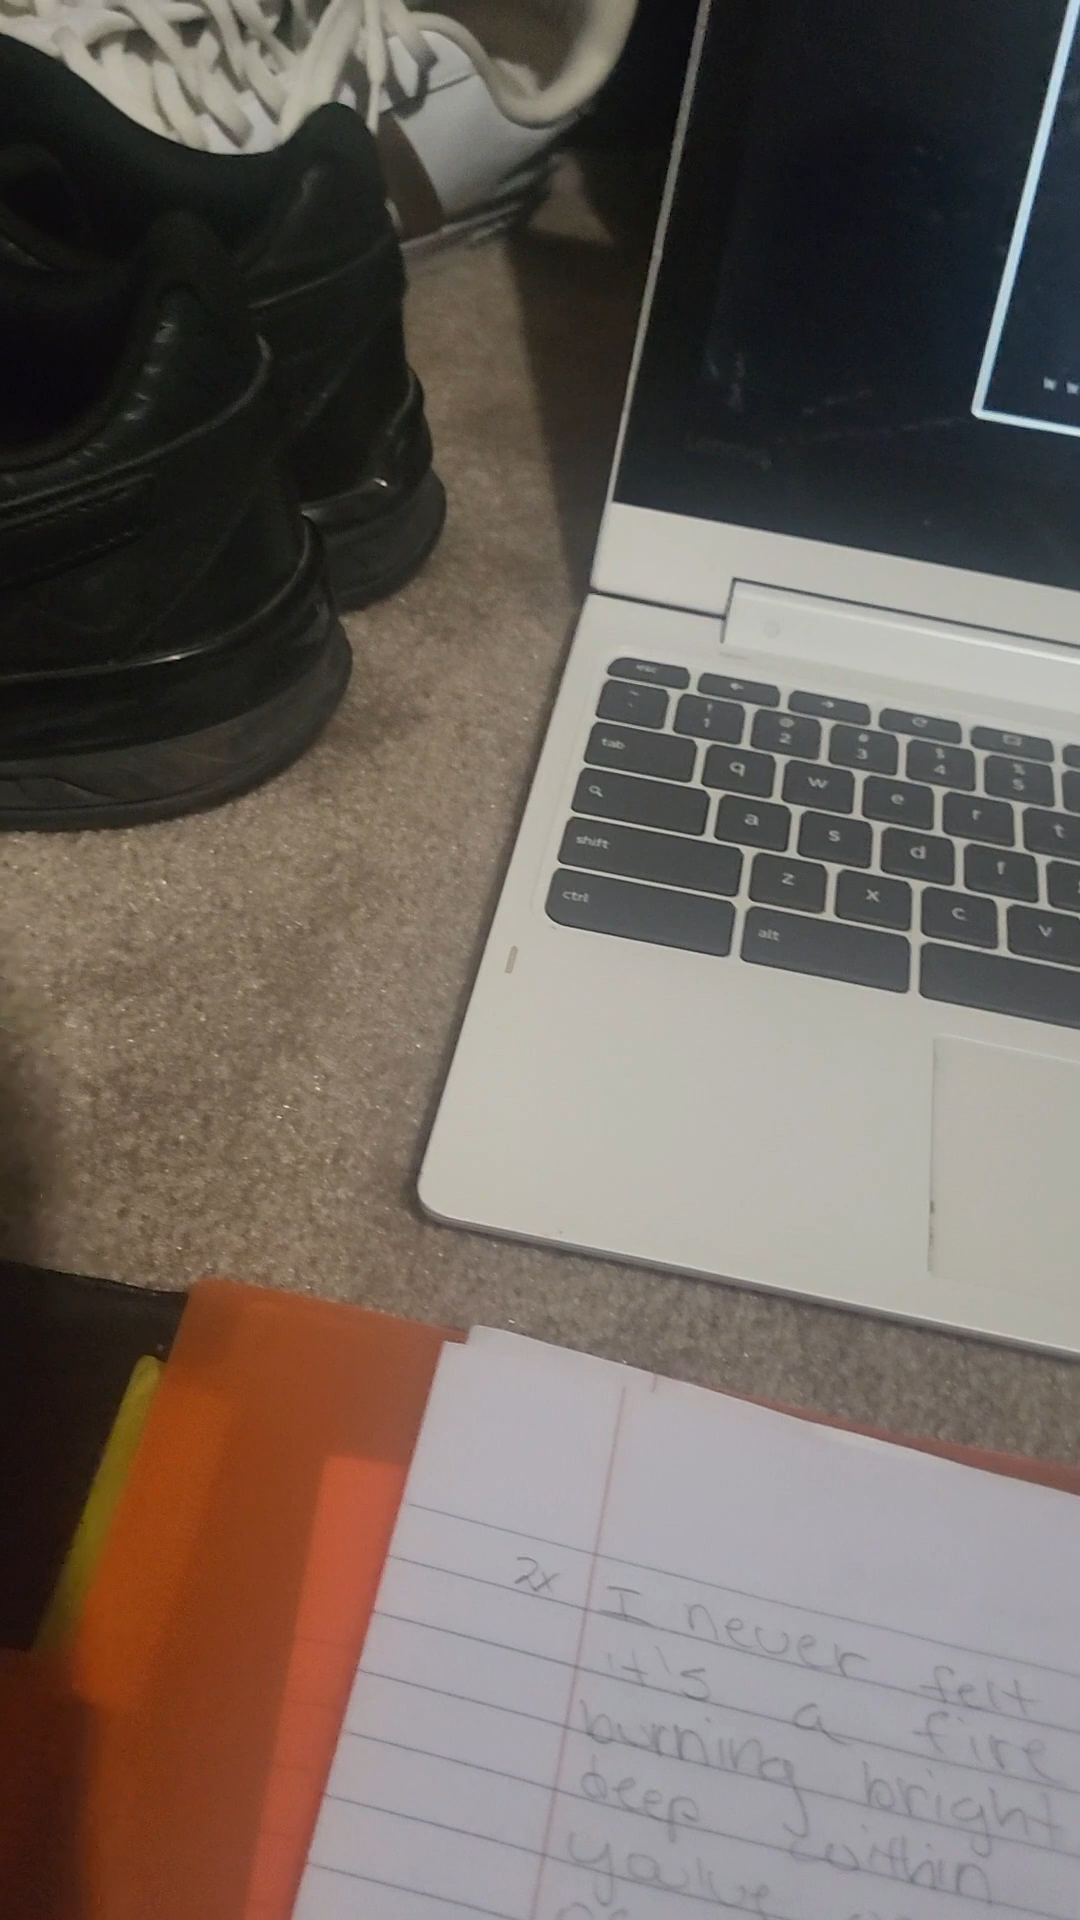 W W
esc
~ `
! 1
@ 2
# 3
$ 4
% 5
tab q w e r t
a s d f
shift z x c v
ctrl alt
2x I never felt
it's a fire
burning bright
deep within